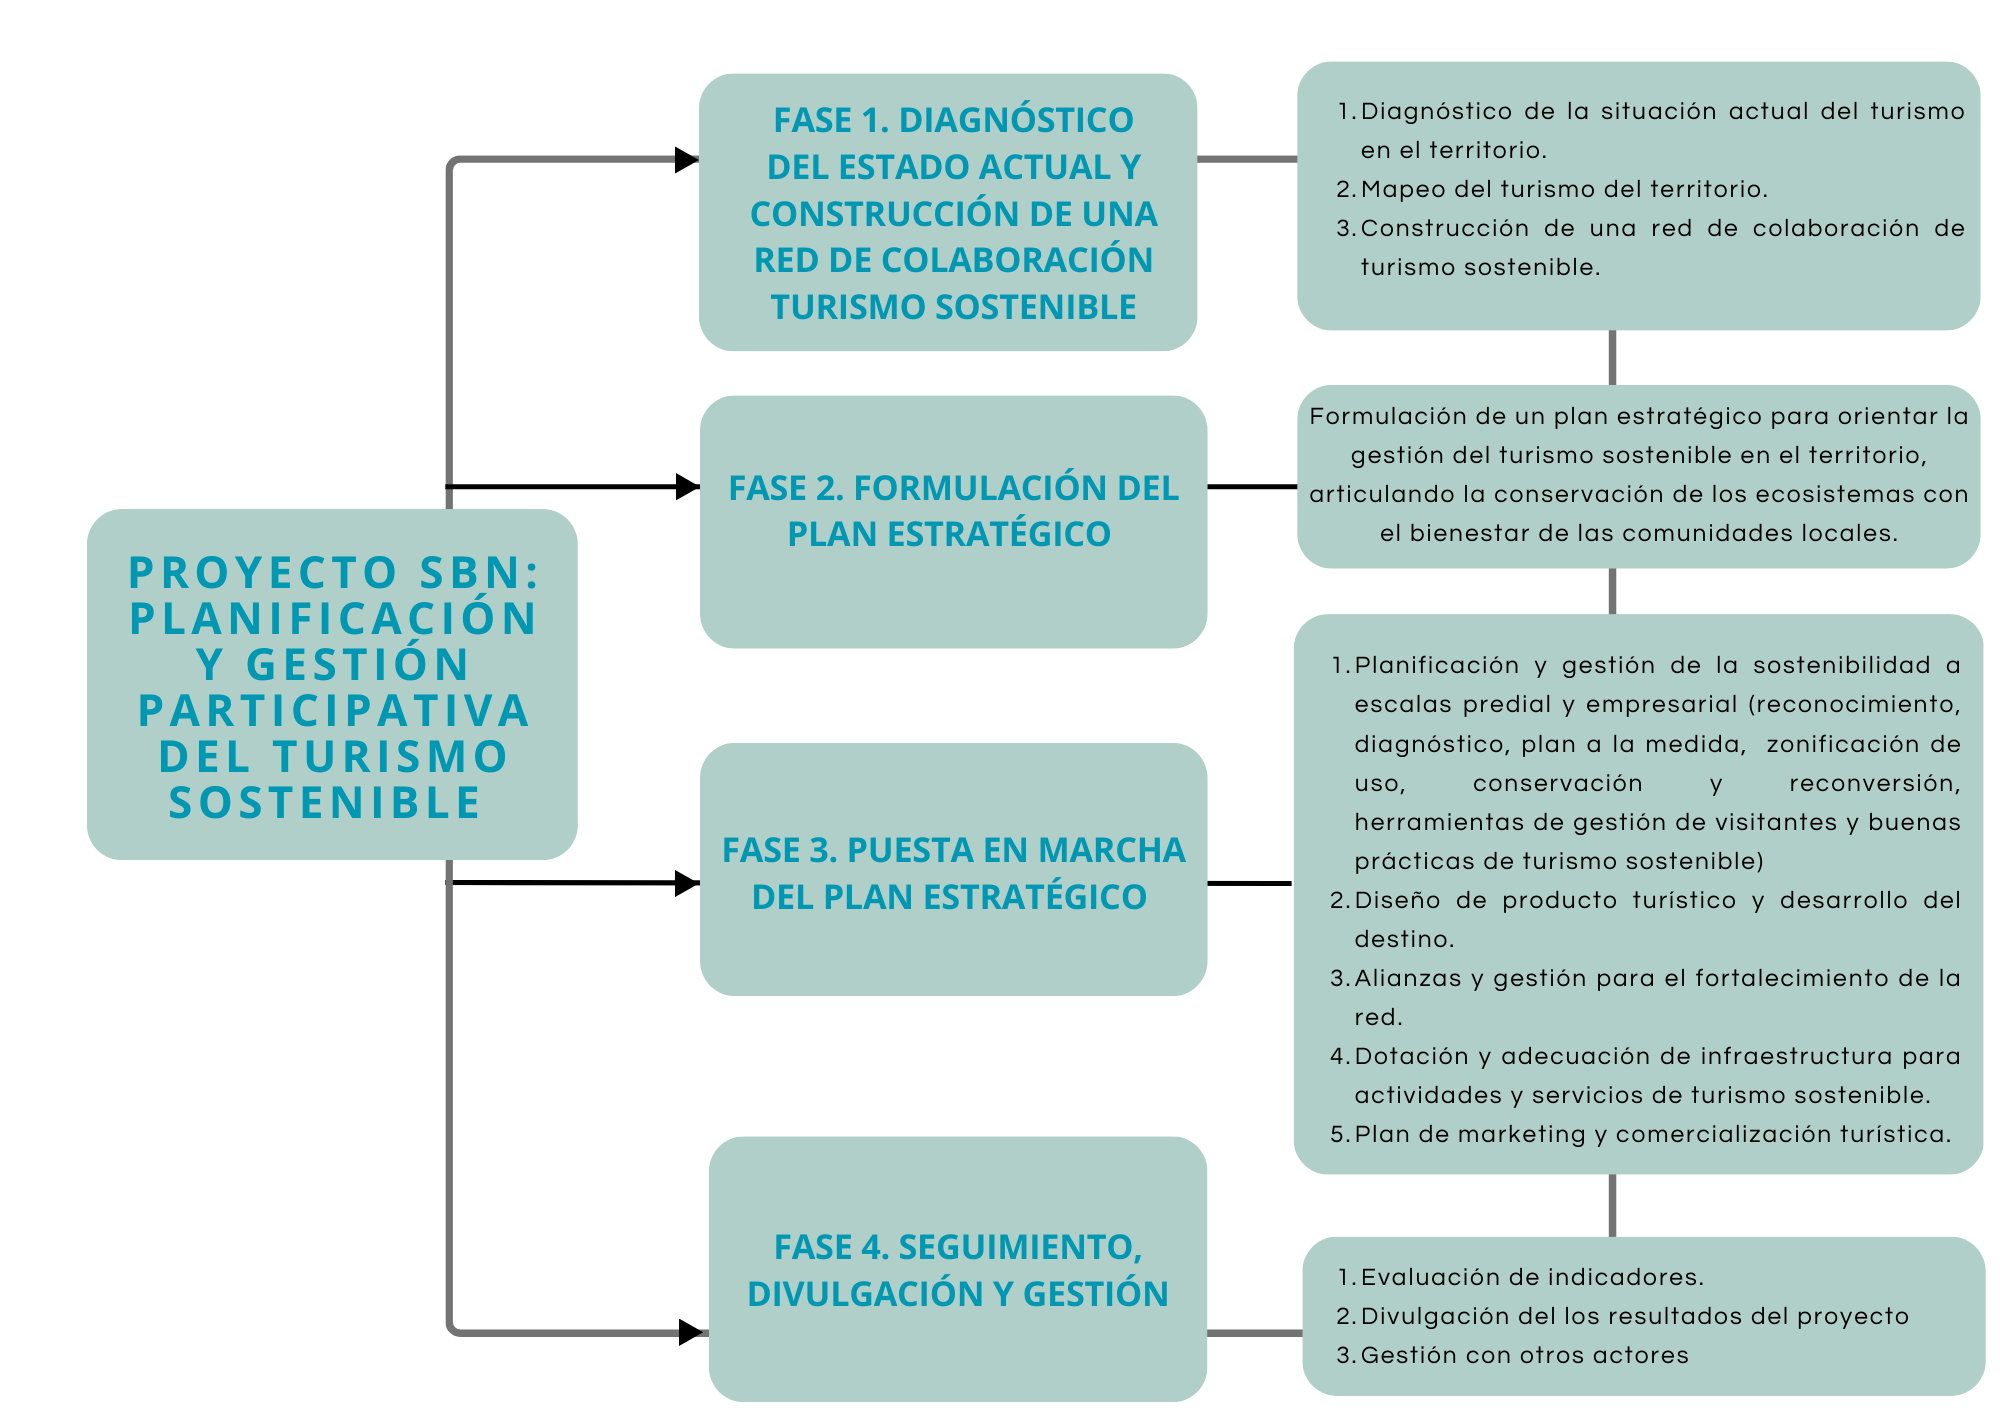 PROYECTO SBN:
PLANIFICACIÓN
Y GESTIÓN
PARTICIPATIVA
DEL TURISMO
SOSTENIBLE
FASE 1. DIAGNÓSTICO
DEL ESTADO ACTUAL Y
CONSTRUCCIÓN DE UNA
RED DE COLABORACIÓN
TURISMO SOSTENIBLE
1. Diagnóstico de la situación actual del turismo
en el territorio.
2. Mapeo del turismo del territorio.
3. Construcción de una red de colaboración de
turismo sostenible.
FASE 2. FORMULACIÓN DEL
PLAN ESTRATÉGICO
Formulación de un plan estratégico para orientar la
gestión del turismo sostenible en el territorio,
articulando la conservación de los ecosistemas con
el bienestar de las comunidades locales.
FASE 3. PUESTA EN MARCHA
DEL PLAN ESTRATÉGICO
1. Planificación y gestión de la sostenibilidad a
escalas predial y empresarial (reconocimiento,
diagnóstico, plan a la medida, zonificación de
uso, conservación y reconversión,
herramientas de gestión de visitantes y buenas
prácticas de turismo sostenible)
2. Diseño de producto turístico y desarrollo del
destino.
3. Alianzas y gestión para el fortalecimiento de la
red.
4. Dotación y adecuación de infraestructura para
actividades y servicios de turismo sostenible.
5. Plan de marketing y comercialización turística.
FASE 4. SEGUIMIENTO,
DIVULGACIÓN Y GESTIÓN
1. Evaluación de indicadores.
2. Divulgación del los resultados del proyecto
3. Gestión con otros actores